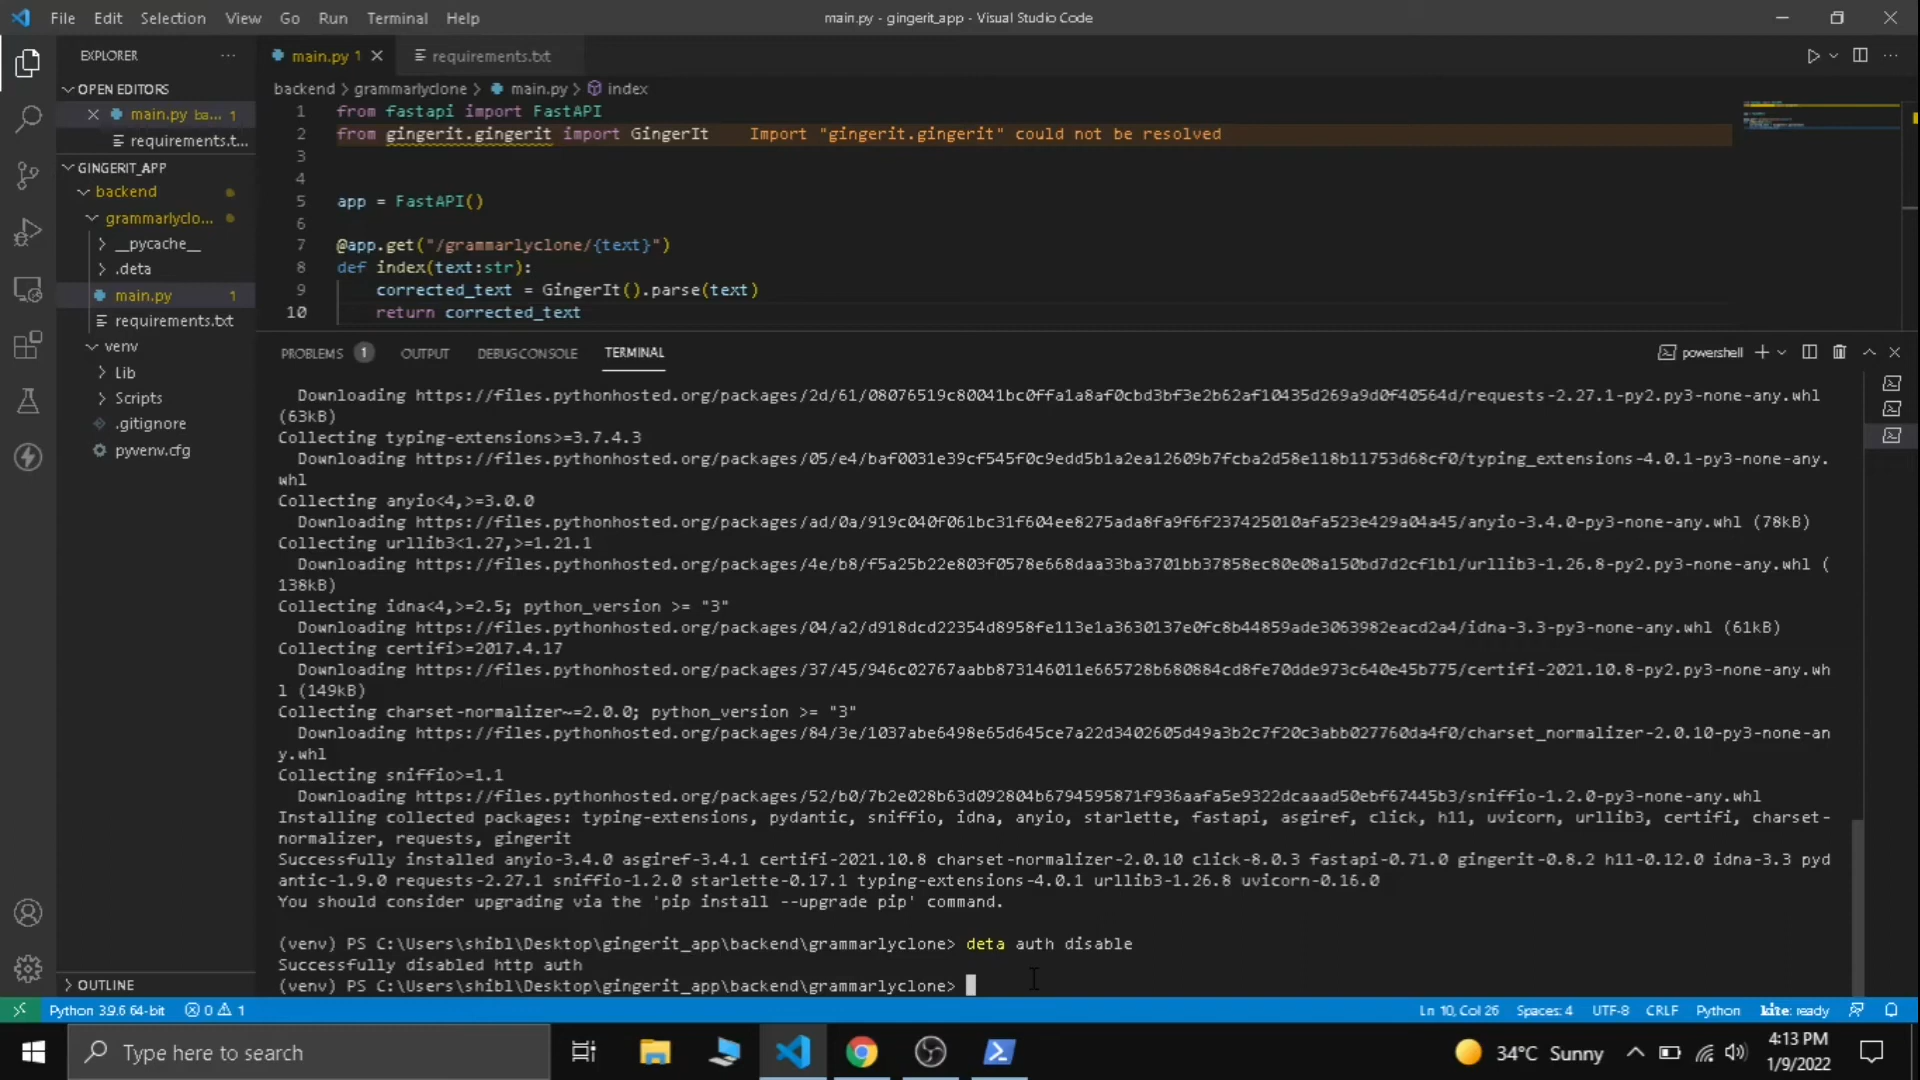 File Edit Selection View Go Run Terminal Help
main.py - gingerit_app - Visual Studio Code
EXPLORER
OPEN EDITORS
main.py ba... 1
requirements.t...
GINGERIT_APP
backend
grammarlyclo...
__pycache__
.deta
main.py 1
requirements.txt
venv
Lib
Scripts
.gitignore
pyvenv.cfg
OUTLINE
main.py 1 requirements.txt
backend > grammarlyclone > main.py > index
1 from fastapi import FastAPI
2 from gingerit.gingerit import GingerIt Import "gingerit.gingerit" could not be resolved
3
4
5 app = FastAPI()
6
7 @app.get("/grammarlyclone/{text}")
8 def index(text:str):
9 corrected_text = GingerIt().parse(text)
10 return corrected_text
PROBLEMS 1 OUTPUT DEBUG CONSOLE TERMINAL
powershell
Downloading https://files.pythonhosted.org/packages/2d/61/08076519c80041bc0ffa1a8af0cbd3bf3e2b62af10435d269a9d0f40564d/requests-2.27.1-py2.py3-none-any.whl
(63kB)
Collecting typing-extensions>=3.7.4.3
Downloading https://files.pythonhosted.org/packages/05/e4/baf0031e39cf545f0c9edd5b1a2ea12609b7fcba2d58e118b11753d68cf0/typing_extensions-4.0.1-py3-none-any.
whl
Collecting anyio<4,>=3.0.0
Downloading https://files.pythonhosted.org/packages/ad/0a/919c040f061bc31f604ee8275ada8fa9f6f237425010afa523e429a04a45/anyio-3.4.0-py3-none-any.whl (78kB)
Collecting urllib3<1.27,>=1.21.1
Downloading https://files.pythonhosted.org/packages/4e/b8/f5a25b22e803f0578e668daa33ba3701bb37858ec80e08a150bd7d2cf1b1/urllib3-1.26.8-py2.py3-none-any.whl (
138kB)
Collecting idna<4,>=2.5; python_version >= "3"
Downloading https://files.pythonhosted.org/packages/04/a2/d918dcd22354d8958fe113e1a3630137e0fc8b44859ade3063982eacd2a4/idna-3.3-py3-none-any.whl (61kB)
Collecting certifi>=2017.4.17
Downloading https://files.pythonhosted.org/packages/37/45/946c02767aabb873146011e665728b680884cd8fe70dde973c640e45b775/certifi-2021.10.8-py2.py3-none-any.wh
l (149kB)
Collecting charset-normalizer~=2.0.0; python_version >= "3"
Downloading https://files.pythonhosted.org/packages/84/3e/1037abe6498e65d645ce7a22d3402605d49a3b2c7f20c3abb027760da4f0/charset_normalizer-2.0.10-py3-none-an
y.whl
Collecting sniffio>=1.1
Downloading https://files.pythonhosted.org/packages/52/b0/7b2e028b63d092804b6794595871f936aafa5e9322dcaaad50ebf67445b3/sniffio-1.2.0-py3-none-any.whl
Installing collected packages: typing-extensions, pydantic, sniffio, idna, anyio, starlette, fastapi, asgiref, click, h11, uvicorn, urllib3, certifi, charset-
normalizer, requests, gingerit
Successfully installed anyio-3.4.0 asgiref-3.4.1 certifi-2021.10.8 charset-normalizer-2.0.10 click-8.0.3 fastapi-0.71.0 gingerit-0.8.2 h11-0.12.0 idna-3.3 pyd
antic-1.9.0 requests-2.27.1 sniffio-1.2.0 starlette-0.17.1 typing-extensions-4.0.1 urllib3-1.26.8 uvicorn-0.16.0
You should consider upgrading via the 'pip install --upgrade pip' command.
(venv) PS C:\Users\shibl\Desktop\gingerit_app\backend\grammarlyclone> deta auth disable
Successfully disabled http auth
(venv) PS C:\Users\shibl\Desktop\gingerit_app\backend\grammarlyclone>
Python 3.9.6 64-bit 0 1 Ln 10, Col 26 Spaces: 4 UTF-8 CRLF Python kite: ready
Type here to search
34°C Sunny
4:13 PM
1/9/2022